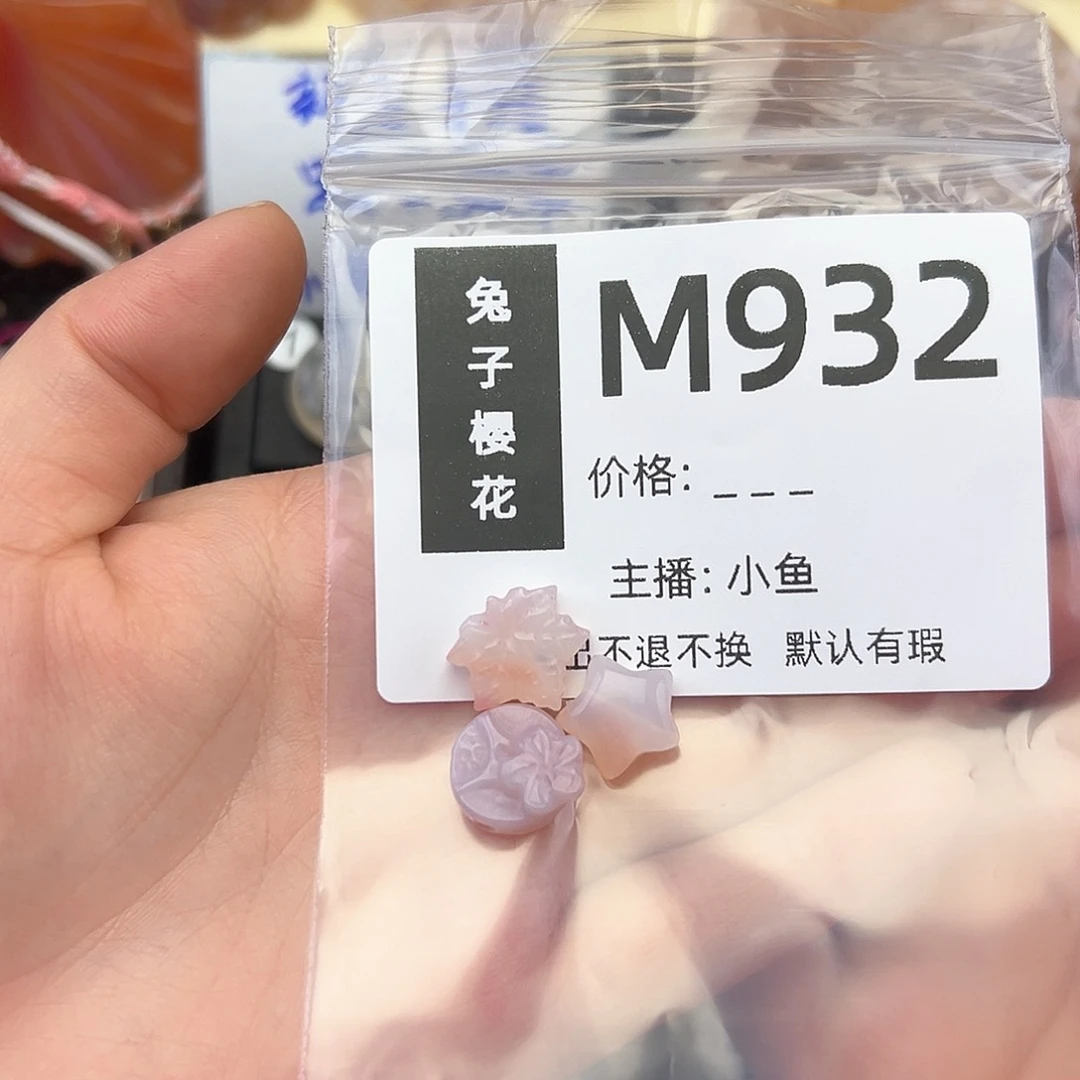 兔子樱花
M932
价格: _ _ _
主播: 小鱼
出不退不换 默认有瑕